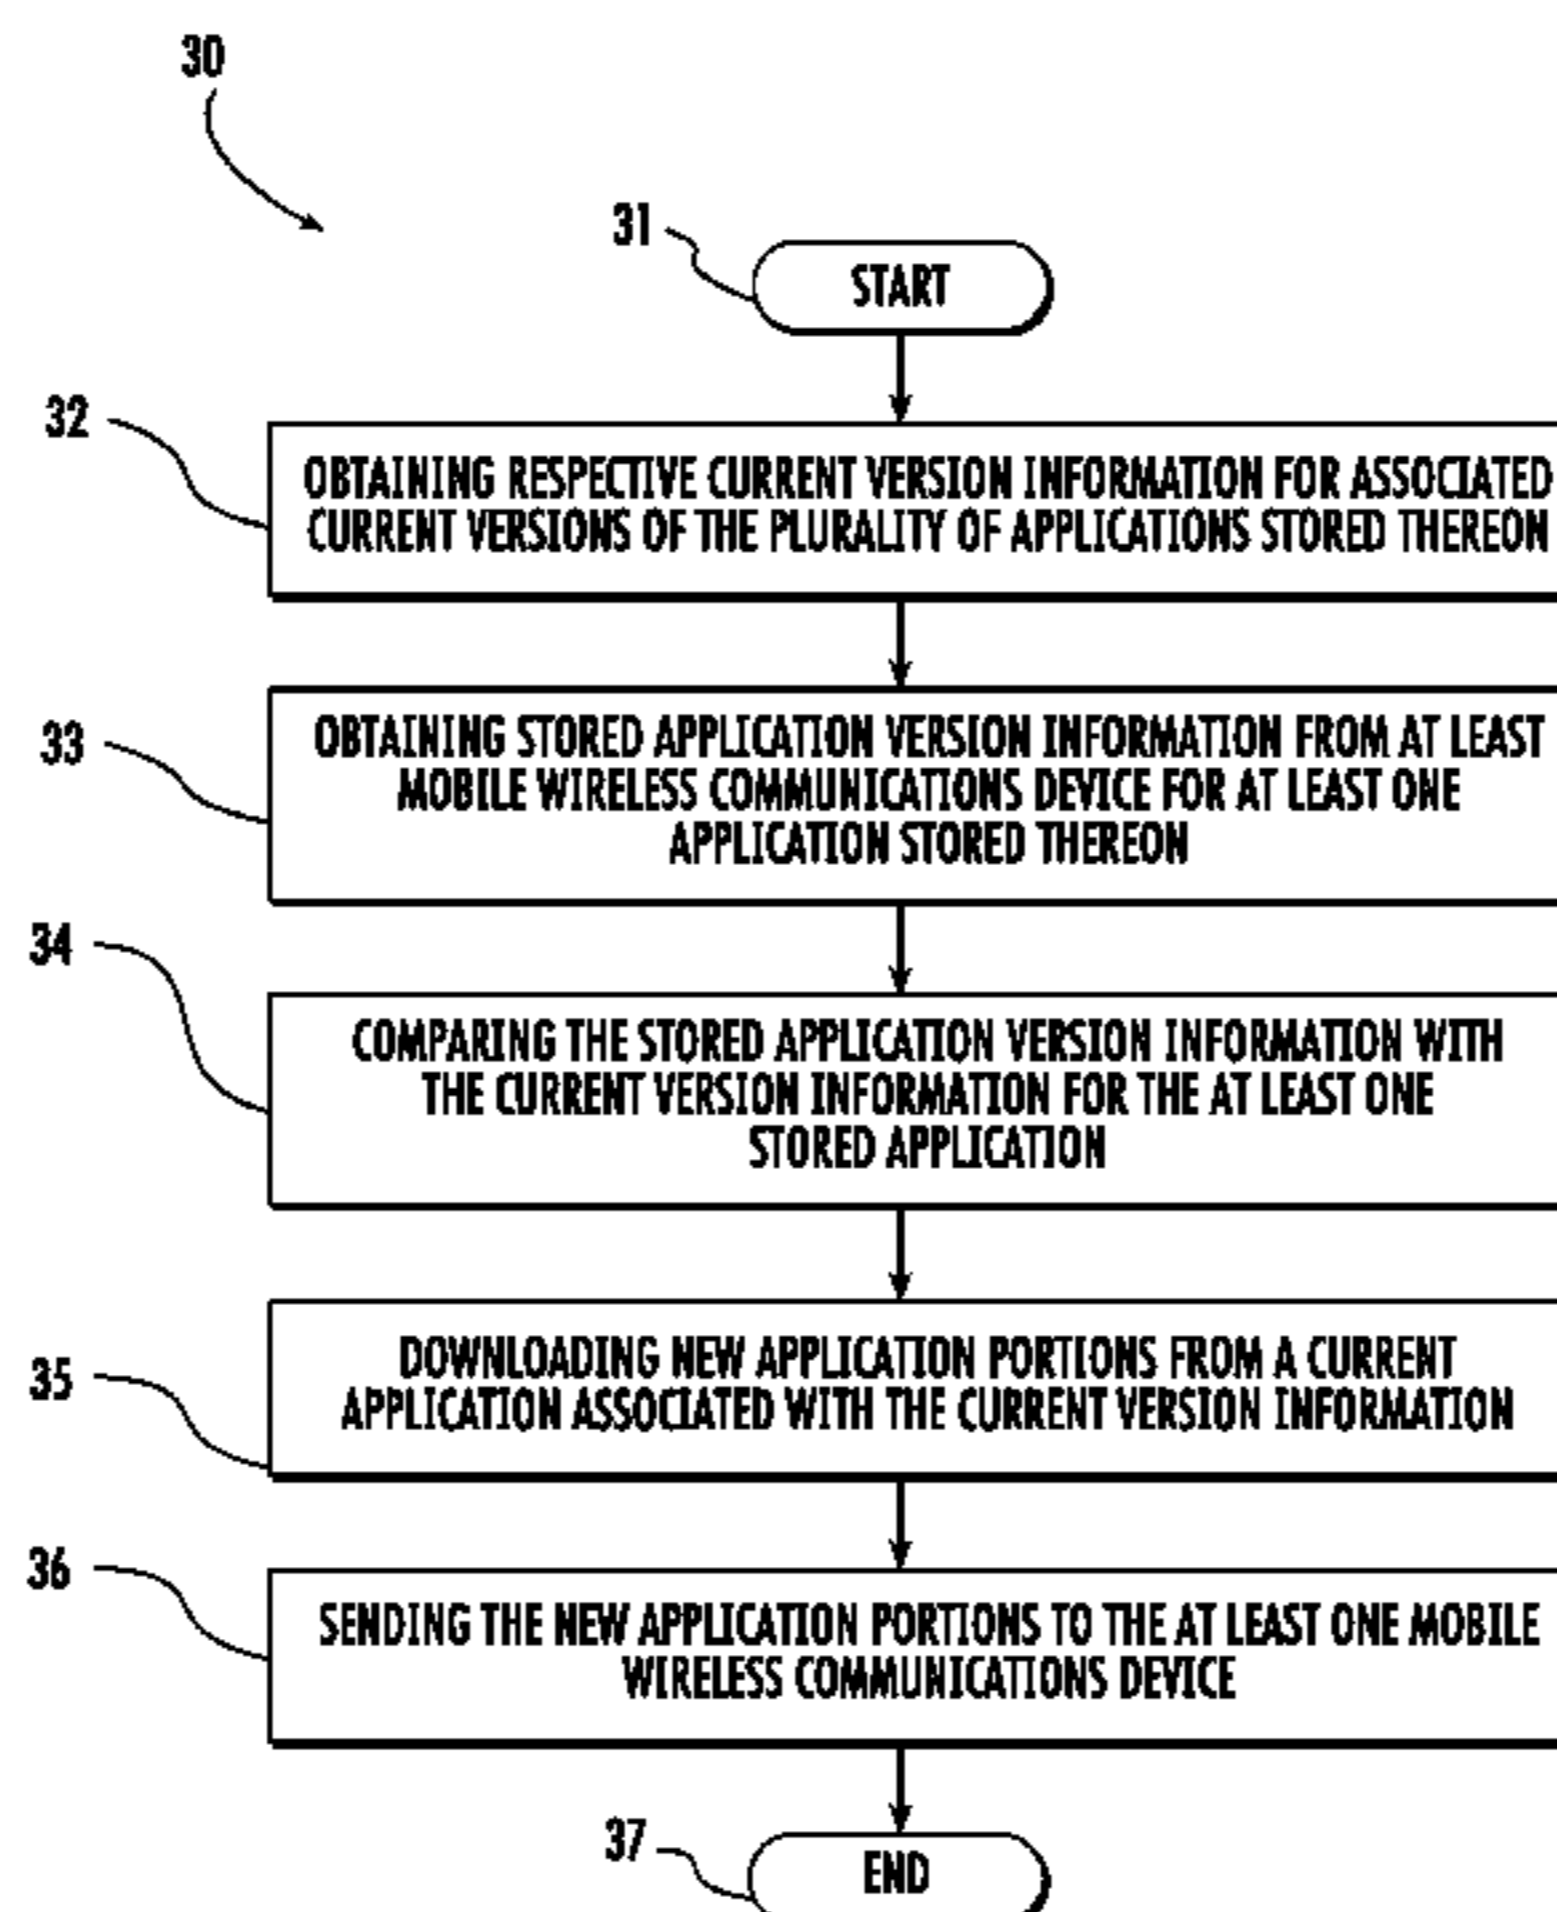 30
31
START
32
OBTAINING RESPECTIVE CURRENT VERSION INFORMATION FOR ASSOCIATED
CURRENT VERSIONS OF THE PLURALITY OF APPLICATIONS STORED THEREON
33
OBTAINING STORED APPLICATION VERSION INFORMATION FROM AT LEAST
MOBILE WIRELESS COMMUNICATIONS DEVICE FOR AT LEAST ONE
APPLICATION STORED THEREON
34
COMPARING THE STORED APPLICATION VERSION INFORMATION WITH
THE CURRENT VERSION INFORMATION FOR THE AT LEAST ONE
STORED APPLICATION
35
DOWNLOADING NEW APPLICATION PORTIONS FROM A CURRENT
APPLICATION ASSOCIATED WITH THE CURRENT VERSION INFORMATION
36
SENDING THE NEW APPLICATION PORTIONS TO THE AT LEAST ONE MOBILE
WIRELESS COMMUNICATIONS DEVICE
37
END